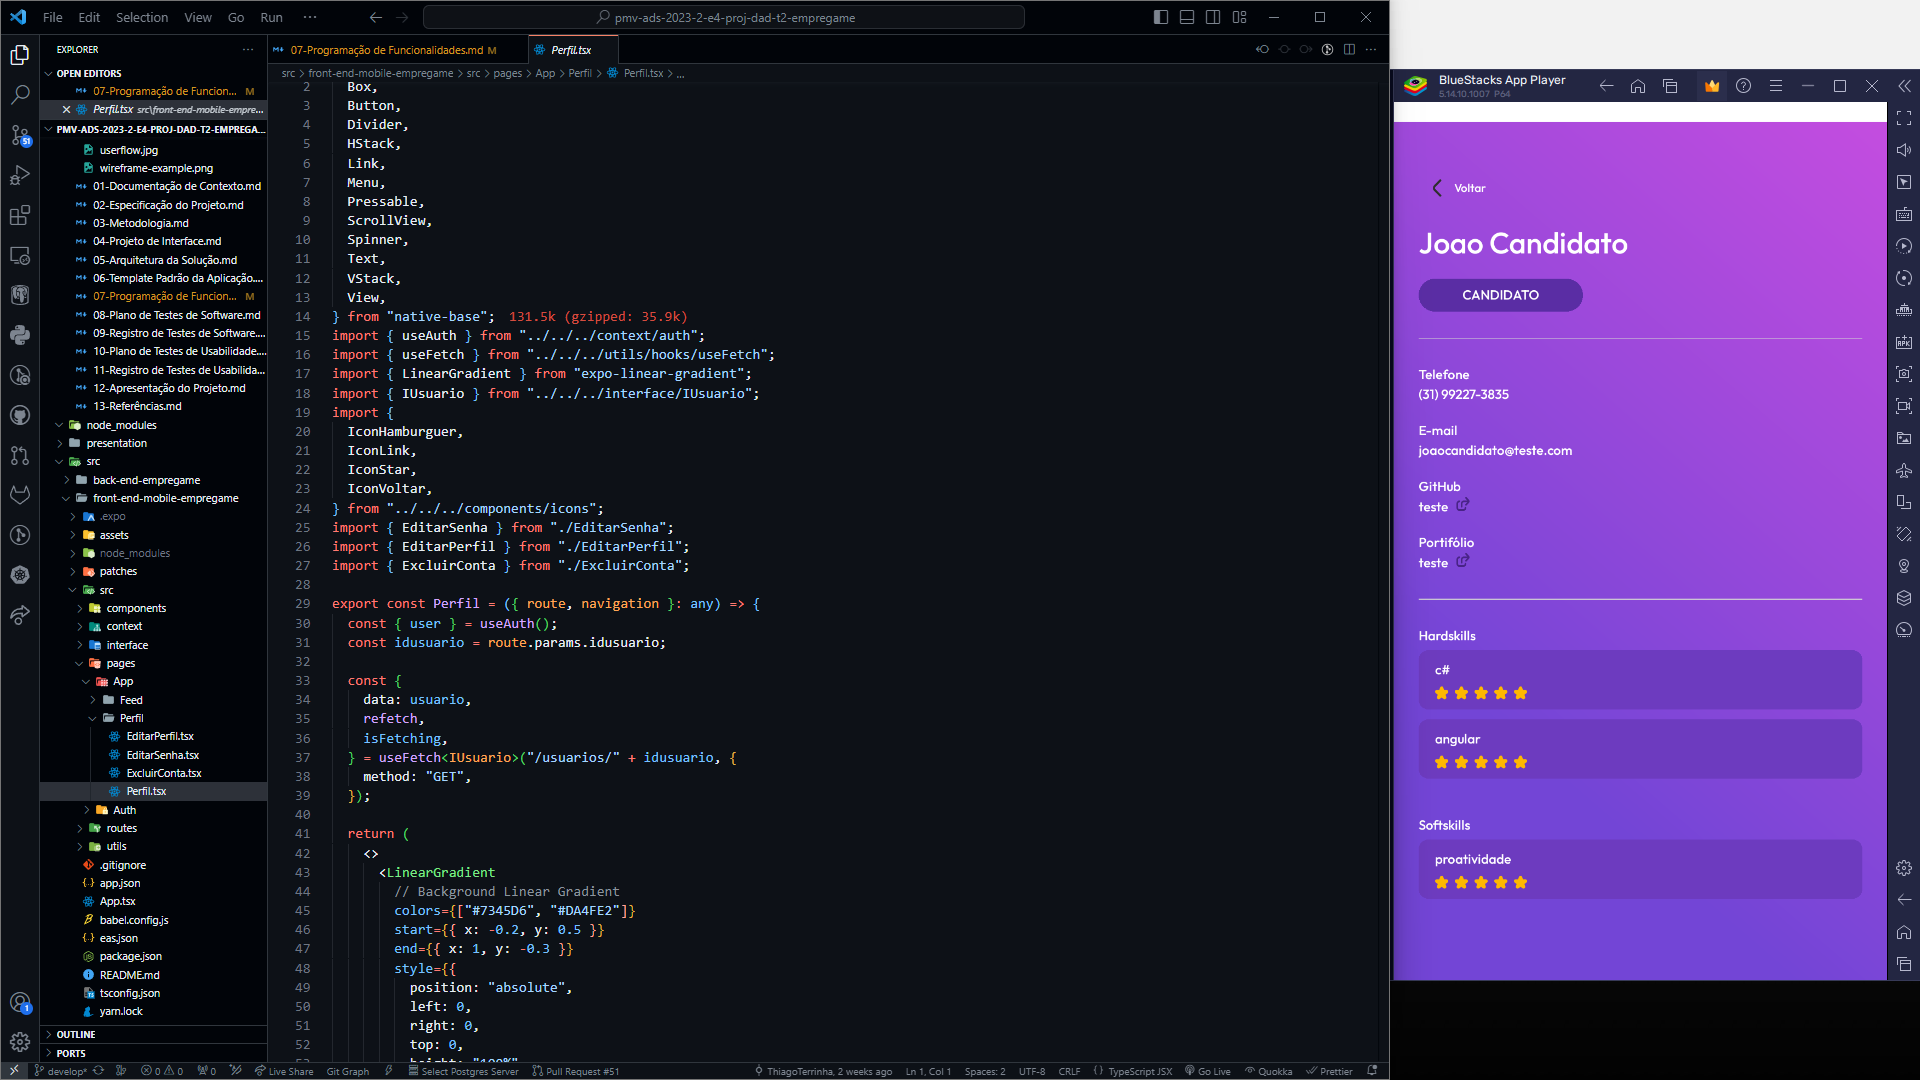 File Edit Selection View Go Run ···
pmv-ads-2023-2-e4-proj-dad-t2-empregame
EXPLORER
OPEN EDITORS
07-Programação de Funcion... M
Perfil.tsx src\front-end-mobile-empre...
PMV-ADS-2023-2-E4-PROJ-DAD-T2-EMPREGA...
userflow.jpg
wireframe-example.png
01-Documentação de Contexto.md
02-Especificação do Projeto.md
03-Metodologia.md
04-Projeto de Interface.md
05-Arquitetura da Solução.md
06-Template Padrão da Aplicação....
07-Programação de Funcion... M
08-Plano de Testes de Software.md
09-Registro de Testes de Software....
10-Plano de Testes de Usabilidade....
11-Registro de Testes de Usabilida...
12-Apresentação do Projeto.md
13-Referências.md
node_modules
presentation
src
back-end-empregame
front-end-mobile-empregame
.expo
assets
node_modules
patches
src
components
context
interface
pages
App
Feed
Perfil
EditarPerfil.tsx
EditarSenha.tsx
ExcluirConta.tsx
Perfil.tsx
Auth
routes
utils
.gitignore
app.json
App.tsx
babel.config.js
eas.json
package.json
README.md
tsconfig.json
yarn.lock
OUTLINE
PORTS
07-Programação de Funcionalidades.md M
Perfil.tsx
src > front-end-mobile-empregame > src > pages > App > Perfil > Perfil.tsx > ...
2 Box,
3 Button,
4 Divider,
5 HStack,
6 Link,
7 Menu,
8 Pressable,
9 ScrollView,
10 Spinner,
11 Text,
12 VStack,
13 View,
14 } from "native-base"; 131.5k (gzipped: 35.9k)
15 import { useAuth } from "../../../context/auth";
16 import { useFetch } from "../../../utils/hooks/useFetch";
17 import { LinearGradient } from "expo-linear-gradient";
18 import { IUsuario } from "../../../interface/IUsuario";
19 import {
20 IconHamburguer,
21 IconLink,
22 IconStar,
23 IconVoltar,
24 } from "../../../components/icons";
25 import { EditarSenha } from "./EditarSenha";
26 import { EditarPerfil } from "./EditarPerfil";
27 import { ExcluirConta } from "./ExcluirConta";
28
29 export const Perfil = ({ route, navigation }: any) => {
30 const { user } = useAuth();
31 const idusuario = route.params.idusuario;
32
33 const {
34 data: usuario,
35 refetch,
36 isFetching,
37 } = useFetch<IUsuario>("/usuarios/" + idusuario, {
38 method: "GET",
39 });
40
41 return (
42 <>
43 <LinearGradient
44 // Background Linear Gradient
45 colors={["#7345D6", "#DA4FE2"]}
46 start={{ x: -0.2, y: 0.5 }}
47 end={{ x: 1, y: -0.3 }}
48 style={{
49 position: "absolute",
50 left: 0,
51 right: 0,
52 top: 0,
53 height: "100%",
develop* 0 0 0 Live Share Git Graph Select Postgres Server Pull Request #51 ThiagoTerrinha, 2 weeks ago Ln 1, Col 1 Spaces: 2 UTF-8 CRLF TypeScript JSX Go Live Quokka Prettier
BlueStacks App Player
5.14.10.1007 P64
Voltar
Joao Candidato
CANDIDATO
Telefone
(31) 99227-3835
E-mail
joaocandidato@teste.com
GitHub
teste
Portifólio
teste
Hardskills
c#
angular
Softskills
proatividade